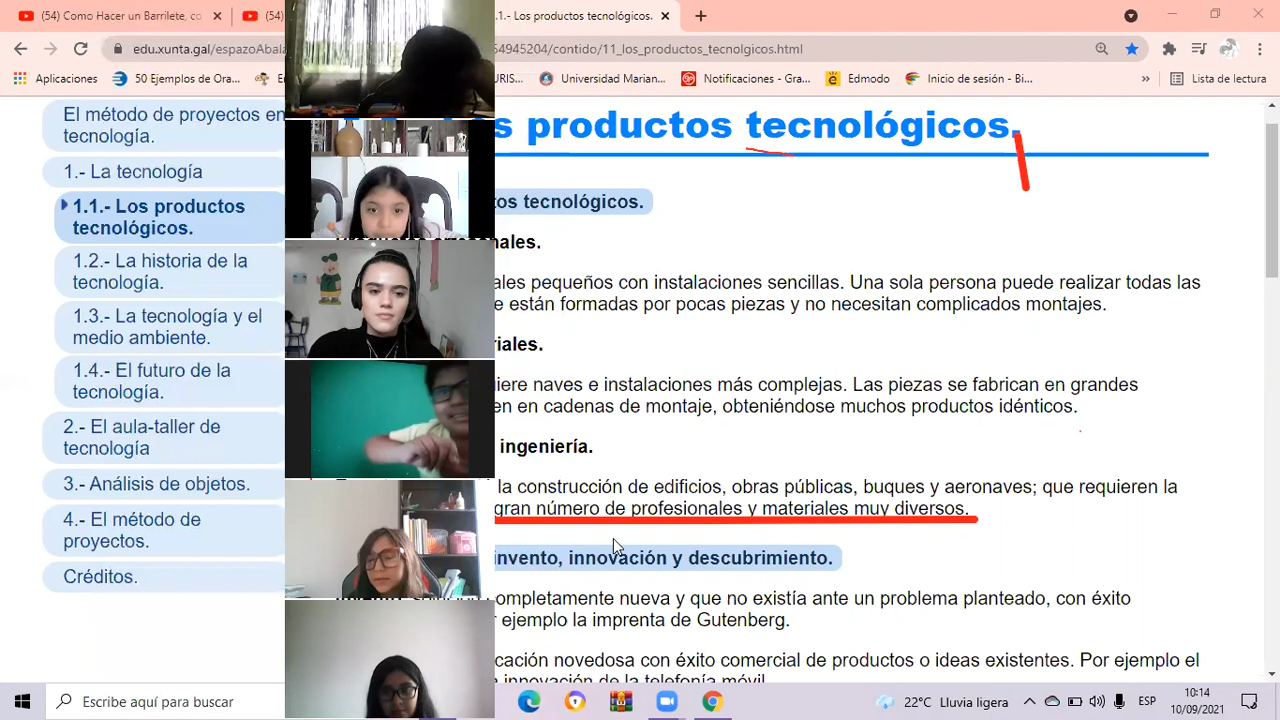 (54) Como Hacer un Barrilete, co
1.- Los productos tecnológicos
edu.xunta.gal/espazoAbala
54945204/contido/11_los_productos_tecnolgicos.html
Aplicaciones
50 Ejemplos de Ora...
Universidad Marian...
Notificaciones - Gra...
Edmodo
Inicio de sesión - Bi...
»
Lista de lectura
El método de proyectos en
tecnología.
1.- La tecnología
1.1.- Los productos
tecnológicos.
1.2.- La historia de la
tecnología.
1.3.- La tecnología y el
medio ambiente.
1.4.- El futuro de la
tecnología.
2.- El aula-taller de
tecnología
3.- Análisis de objetos.
4.- El método de
proyectos.
Créditos.
s productos tecnológicos.
tos tecnológicos.
nales.
ales pequeños con instalaciones sencillas. Una sola persona puede realizar todas las
e están formadas por pocas piezas y no necesitan complicados montajes.
riales.
uiere naves e instalaciones más complejas. Las piezas se fabrican en grandes
en en cadenas de montaje, obteniéndose muchos productos idénticos.
ingeniería.
la construcción de edificios, obras públicas, buques y aeronaves; que requieren la
gran número de profesionales y materiales muy diversos.
invento, innovación y descubrimiento.
completamente nueva y que no existía ante un problema planteado, con éxito
r ejemplo la imprenta de Gutenberg.
cación novedosa con éxito comercial de productos o ideas existentes. Por ejemplo el
a innovación de la telefonía móvil.
Escribe aquí para buscar
22°C Lluvia ligera
ESP
10:14
10/09/2021